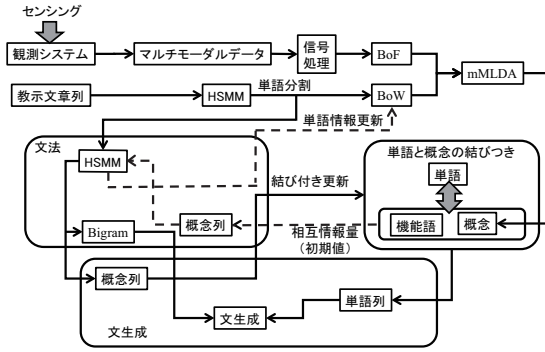 センシング
観測システム
マルチモーダルデータ
信号
処理
BoF
mMLDA
教示文章列
HSMM
単語分割
BoW
単語情報更新
文法
HSMM
単語と概念の結びつき
単語
結び付き更新
概念列
Bigram
機能語
概念
相互情報量
(初期値)
概念列
文生成
単語列
文生成